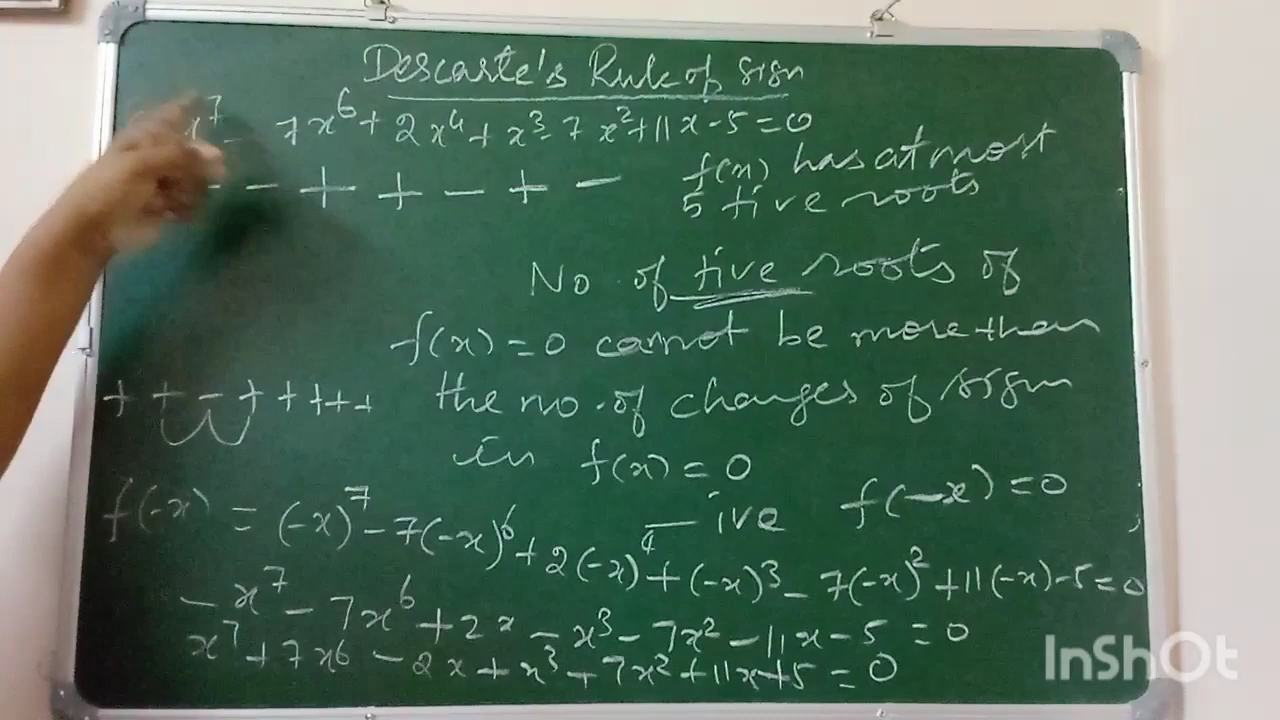 Descarte's Rule of sign
x⁷ - 7x⁶ + 2x⁴ + x³ - 7x² + 11x - 5 = 0
- - + + - + -
f(x) has at most
5 +ive roots
No. of +ive roots of
f(x) = 0 cannot be more than
+ + - + + + + +
the no. of changes of sign
in f(x) = 0
-ive f(-x) = 0
f(-x) = (-x)⁷ - 7(-x)⁶ + 2(-x)⁴ + (-x)³ - 7(-x)² + 11(-x) - 5 = 0
-x⁷ - 7x⁶ + 2x - x³ - 7x² - 11x - 5 = 0
x⁷ + 7x⁶ - 2x + x³ + 7x² + 11x + 5 = 0
InShOt